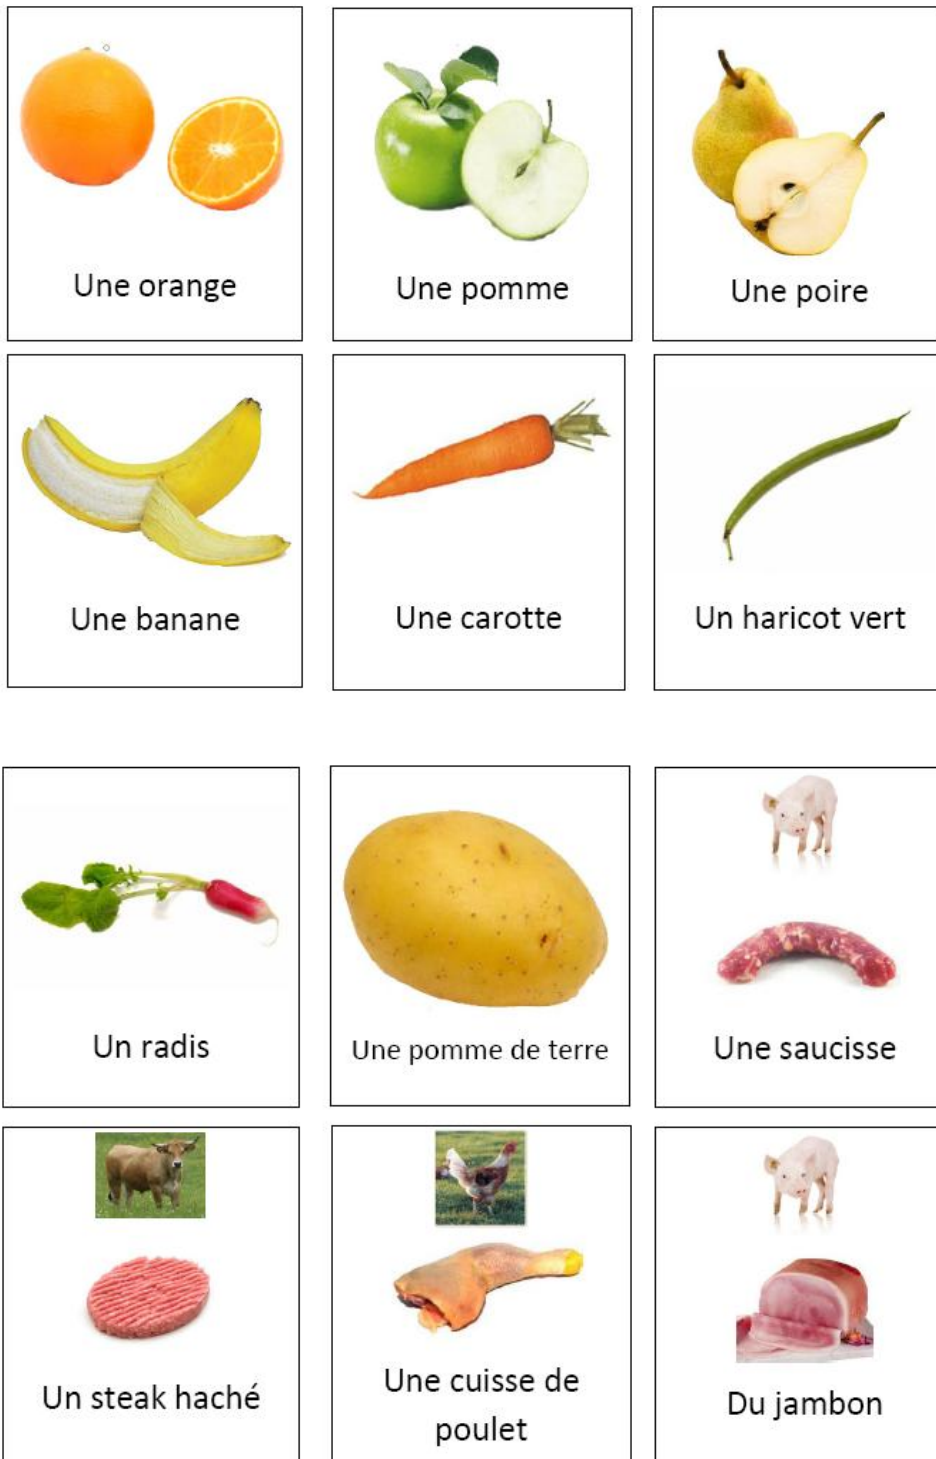 Une orange
Une pomme
Une poire
Une banane
Une carotte
Un haricot vert
Un radis
Une pomme de terre
Une saucisse
Un steak haché
Une cuisse de
poulet
Du jambon